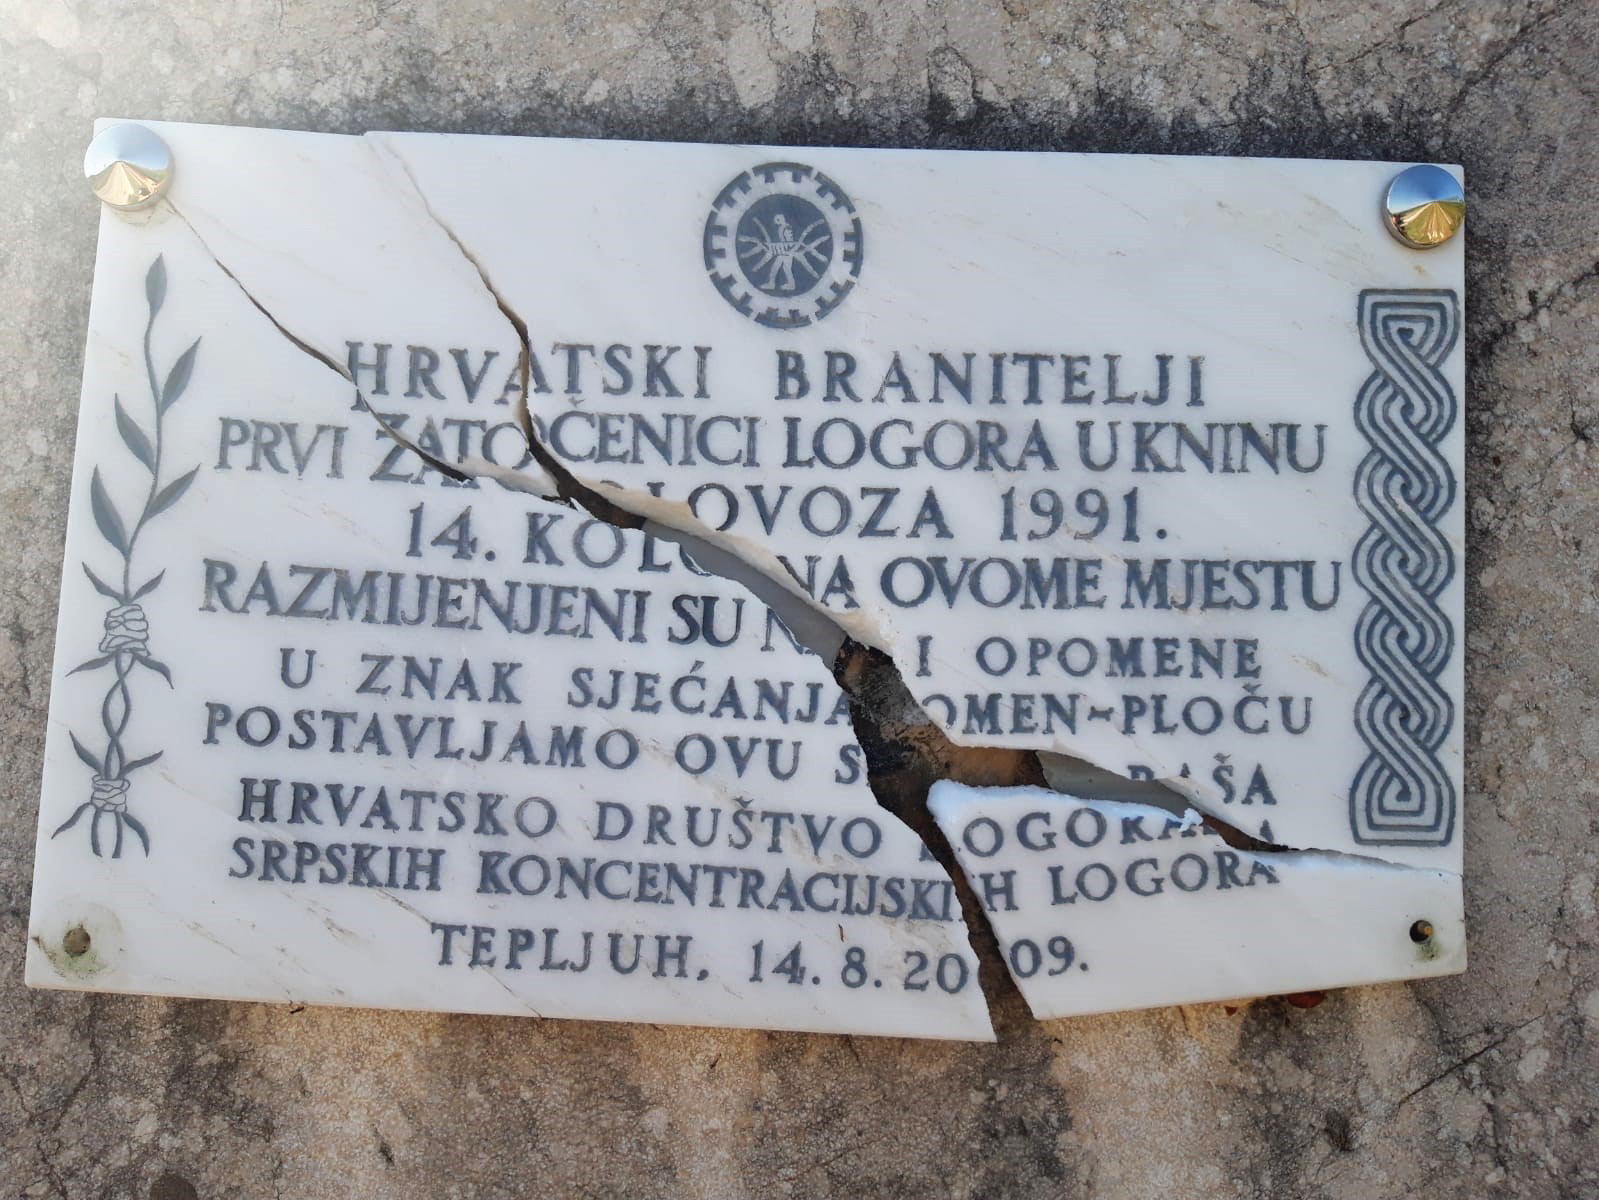 HRVATSKI BRANITELJI
PRVI ZATOČENICI LOGORA U KNINU
14. KOLOVOZA 1991.
RAZMIJENJENI SU NA OVOME MJESTU
U ZNAK SJEĆANJA I OPOMENE
POSTAVLJAMO OVU SPOMEN-PLOČU
HRVATSKO DRUŠTVO LOGORAŠA
SRPSKIH KONCENTRACIJSKIH LOGORA
TEPLJUH, 14. 8. 2009.